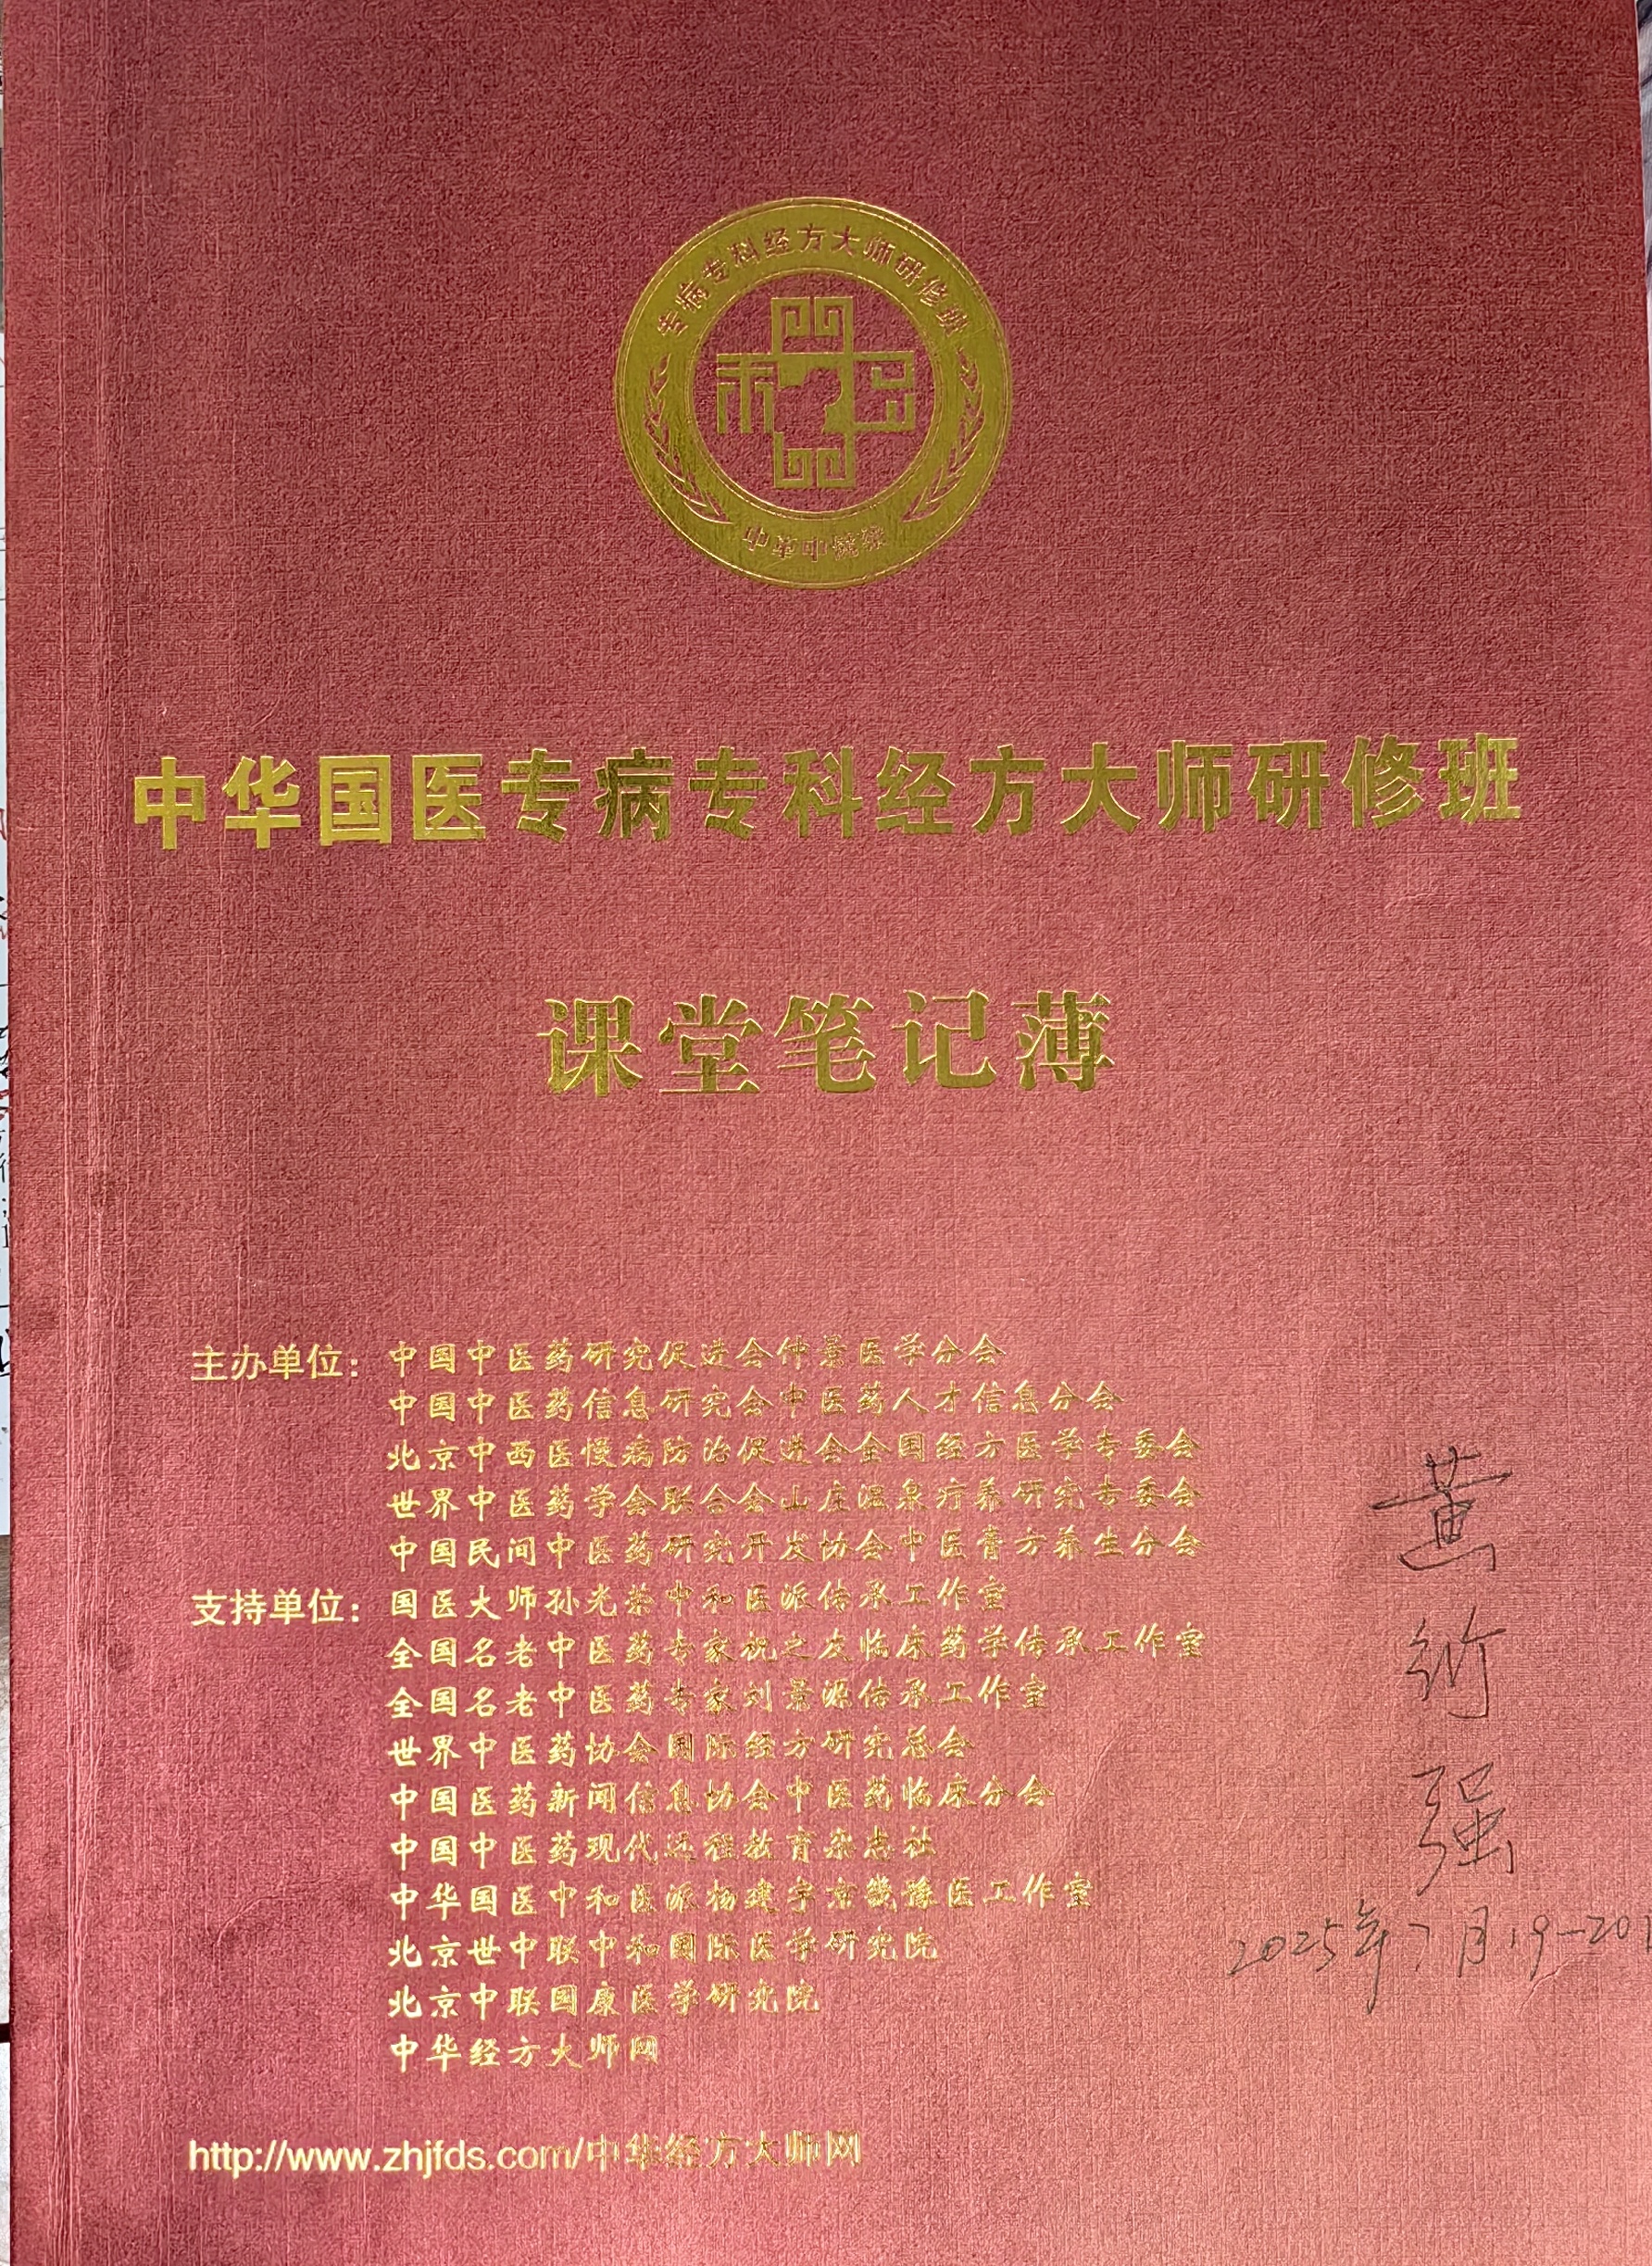 专病专科经方大师研修班
中华国医专病专科经方大师研修班
课堂笔记薄
主办单位：中国中医药研究促进会仲景医学分会
中国中医药信息研究会中医药人才信息分会
北京中西医慢病防治促进会全国经方医学专委会
世界中医药学会联合会山庄温泉疗养研究专委会
中国民间中医药研究开发协会中医膏方养生分会
支持单位：国医大师孙光荣中和医派传承工作室
全国名老中医药专家祝之友临床药学传承工作室
全国名老中医药专家刘景源传承工作室
世界中医药协会国际经方研究总会
中国医药新闻信息协会中医药临床分会
中国中医药现代远程教育杂志社
中华国医中和医派杨建宇京畿豫医工作室
北京世中联中和国际医学研究院
北京中联国康医学研究院
中华经方大师网
http://www.zhjfds.com/中华经方大师网
黄
强
2025年7月19-20